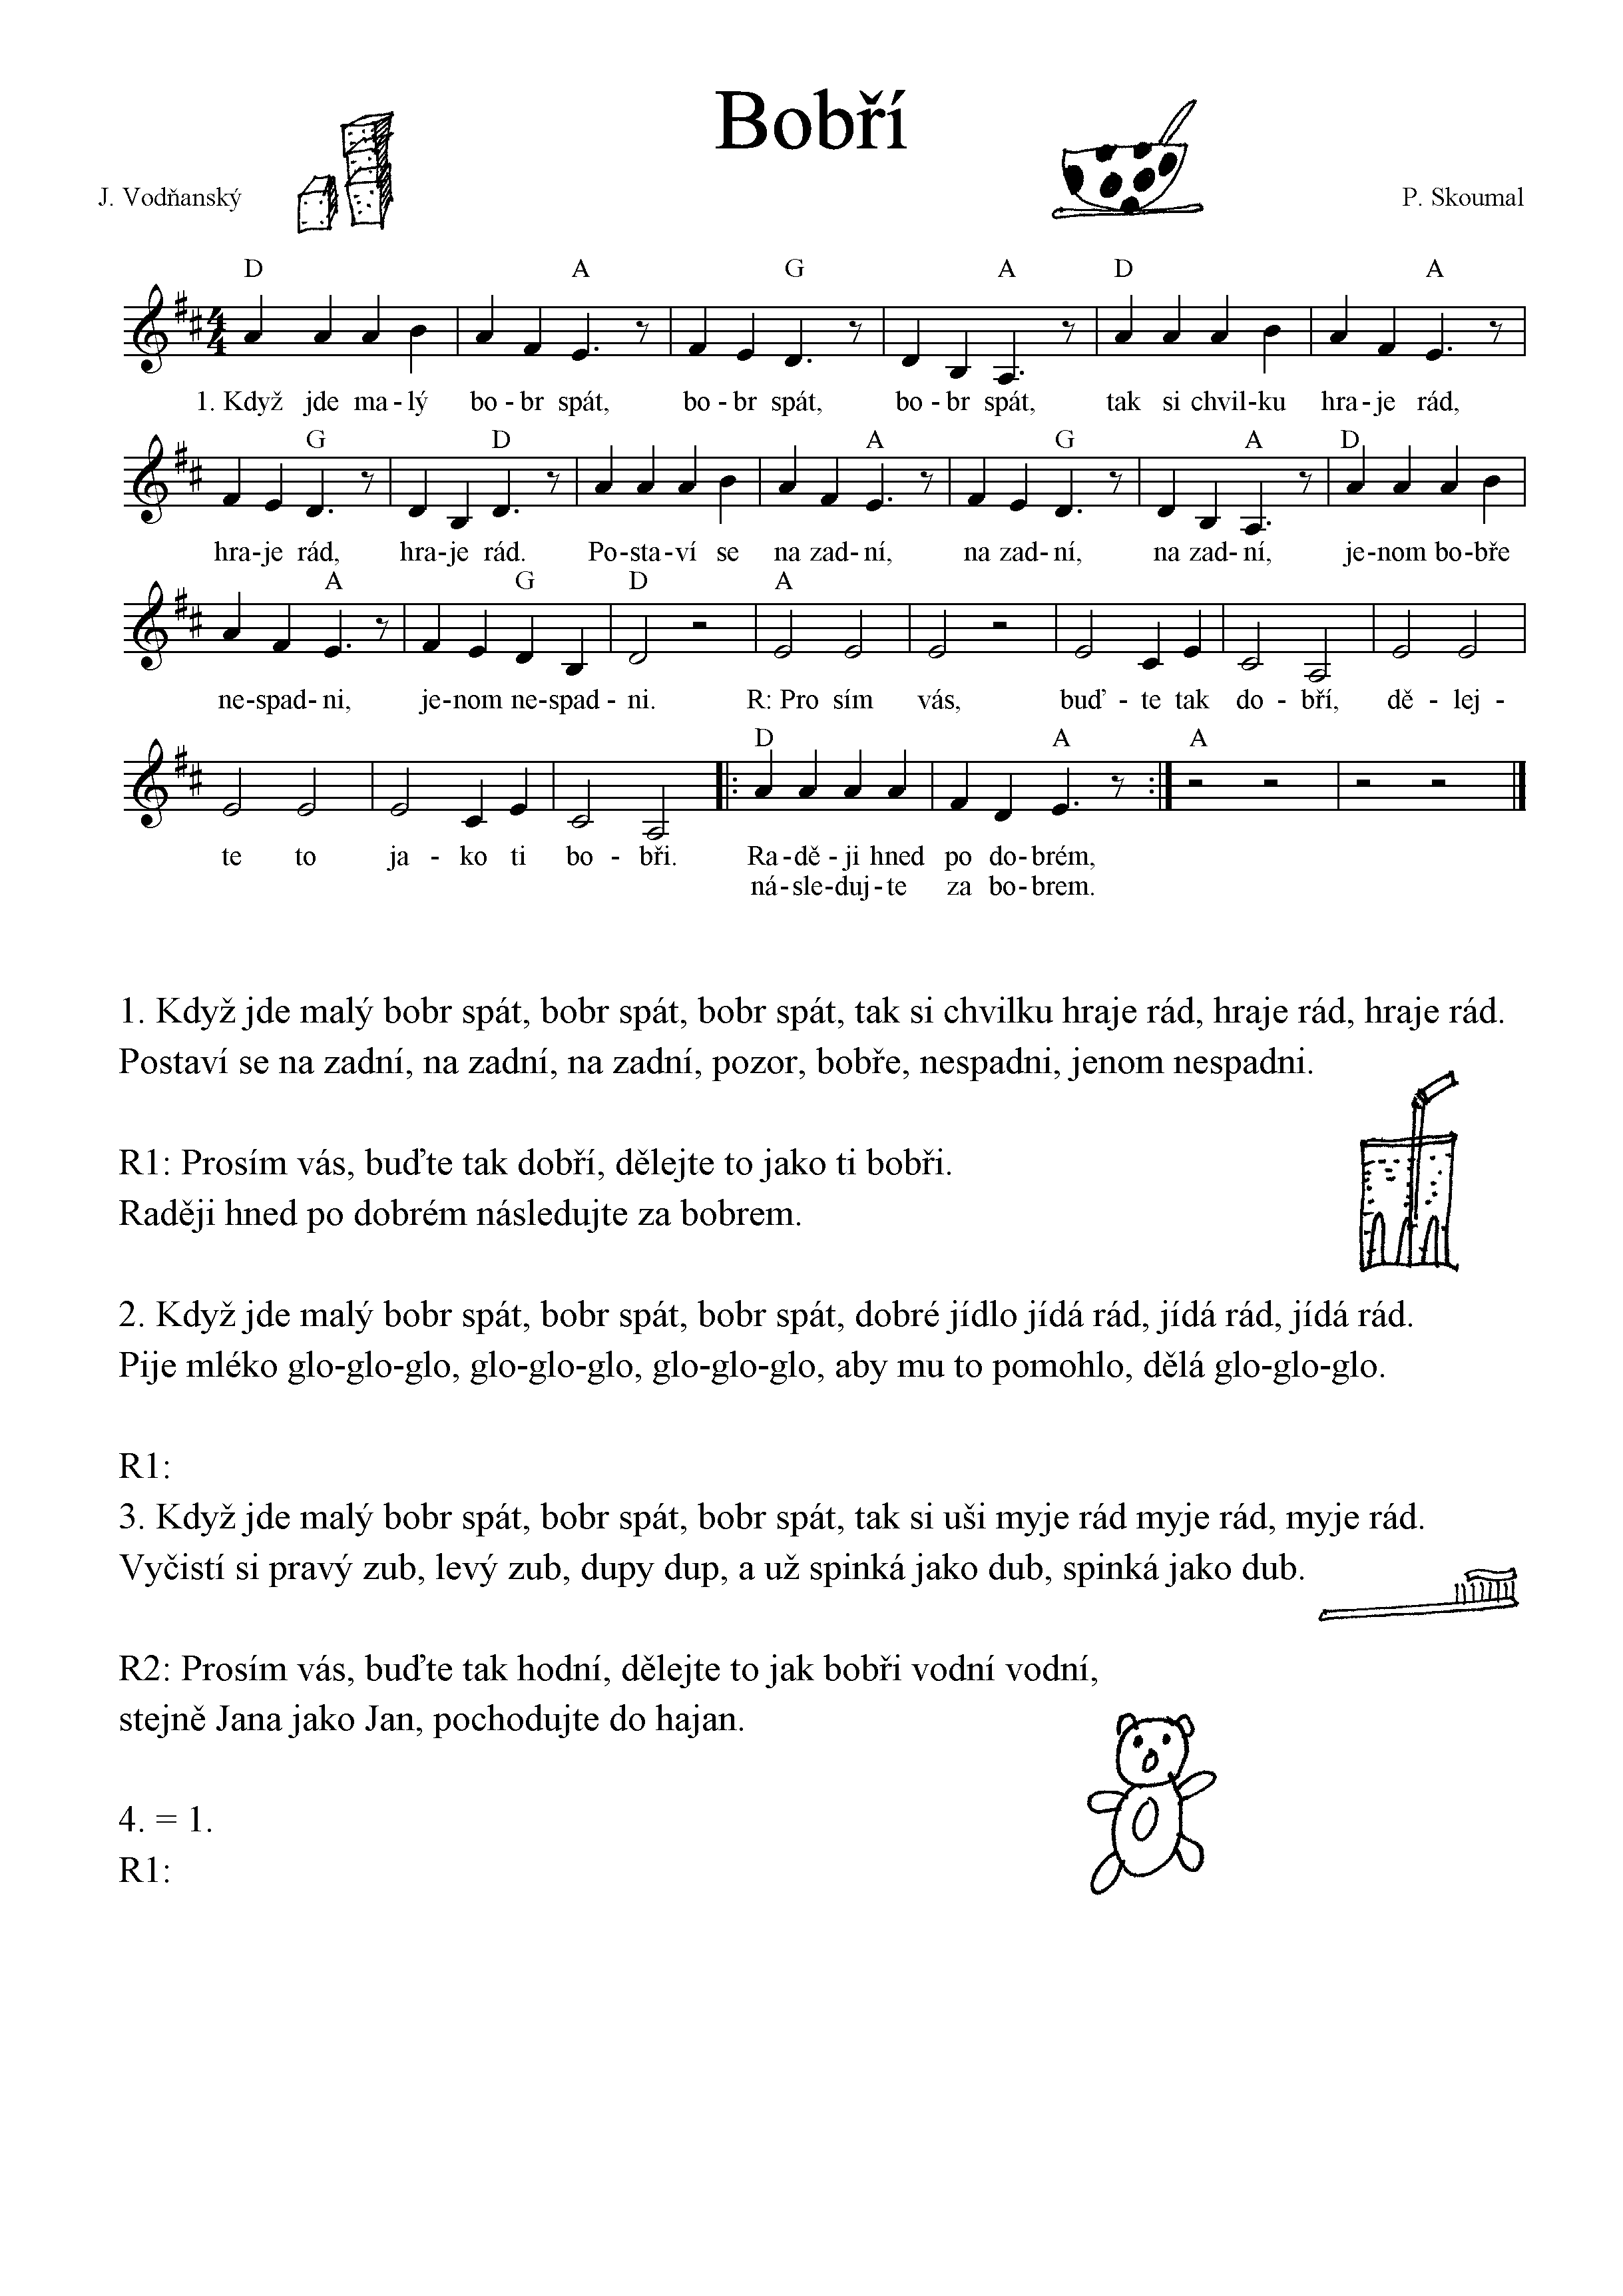 Bobří
J. Vodňanský
P. Skoumal
D A G A D A
4
4
1. Když jde ma - lý bo - br spát, bo - br spát, bo - br spát, tak si chvil - ku hra - je rád,
G D A G A D
hra - je rád, hra - je rád. Po - sta - ví se na zad - ní, na zad - ní, na zad - ní, je - nom bo - bře
A G D A
ne - spad - ni, je - nom ne - spad - ni. R: Pro sím vás, buď - te tak do - bří, dě - lej -
D A A
te to ja - ko ti bo - bři. Ra - dě - ji hned po do - brém,
ná - sle - duj - te za bo - brem.
1. Když jde malý bobr spát, bobr spát, bobr spát, tak si chvilku hraje rád, hraje rád, hraje rád.
Postaví se na zadní, na zadní, na zadní, pozor, bobře, nespadni, jenom nespadni.
R1: Prosím vás, buďte tak dobří, dělejte to jako ti bobři.
Raději hned po dobrém následujte za bobrem.
2. Když jde malý bobr spát, bobr spát, bobr spát, dobré jídlo jídá rád, jídá rád, jídá rád.
Pije mléko glo-glo-glo, glo-glo-glo, glo-glo-glo, aby mu to pomohlo, dělá glo-glo-glo.
R1:
3. Když jde malý bobr spát, bobr spát, bobr spát, tak si uši myje rád myje rád, myje rád.
Vyčistí si pravý zub, levý zub, dupy dup, a už spinká jako dub, spinká jako dub.
R2: Prosím vás, buďte tak hodní, dělejte to jak bobři vodní vodní,
stejně Jana jako Jan, pochodujte do hajan.
4. = 1.
R1: